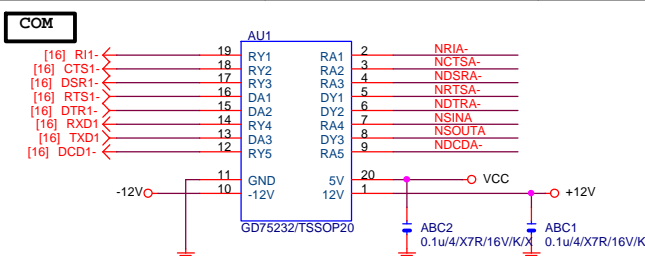 COM
AU1
[16] RI1- 19 RY1 RA1 2 NRIA-
[16] CTS1- 18 RY2 RA2 3 NCTSA-
[16] DSR1- 17 RY3 RA3 4 NDSRA-
[16] RTS1- 16 DA1 DY1 5 NRTSA-
[16] DTR1- 15 DA2 DY2 6 NDTRA-
[16] RXD1 14 RY4 RA4 7 NSINA
[16] TXD1 13 DA3 DY3 8 NSOUTA
[16] DCD1- 12 RY5 RA5 9 NDCDA-
11 GND 5V 20 VCC
-12V 10 -12V 12V 1 +12V
GD75232/TSSOP20
ABC2
0.1u/4/X7R/16V/K/X
ABC1
0.1u/4/X7R/16V/K